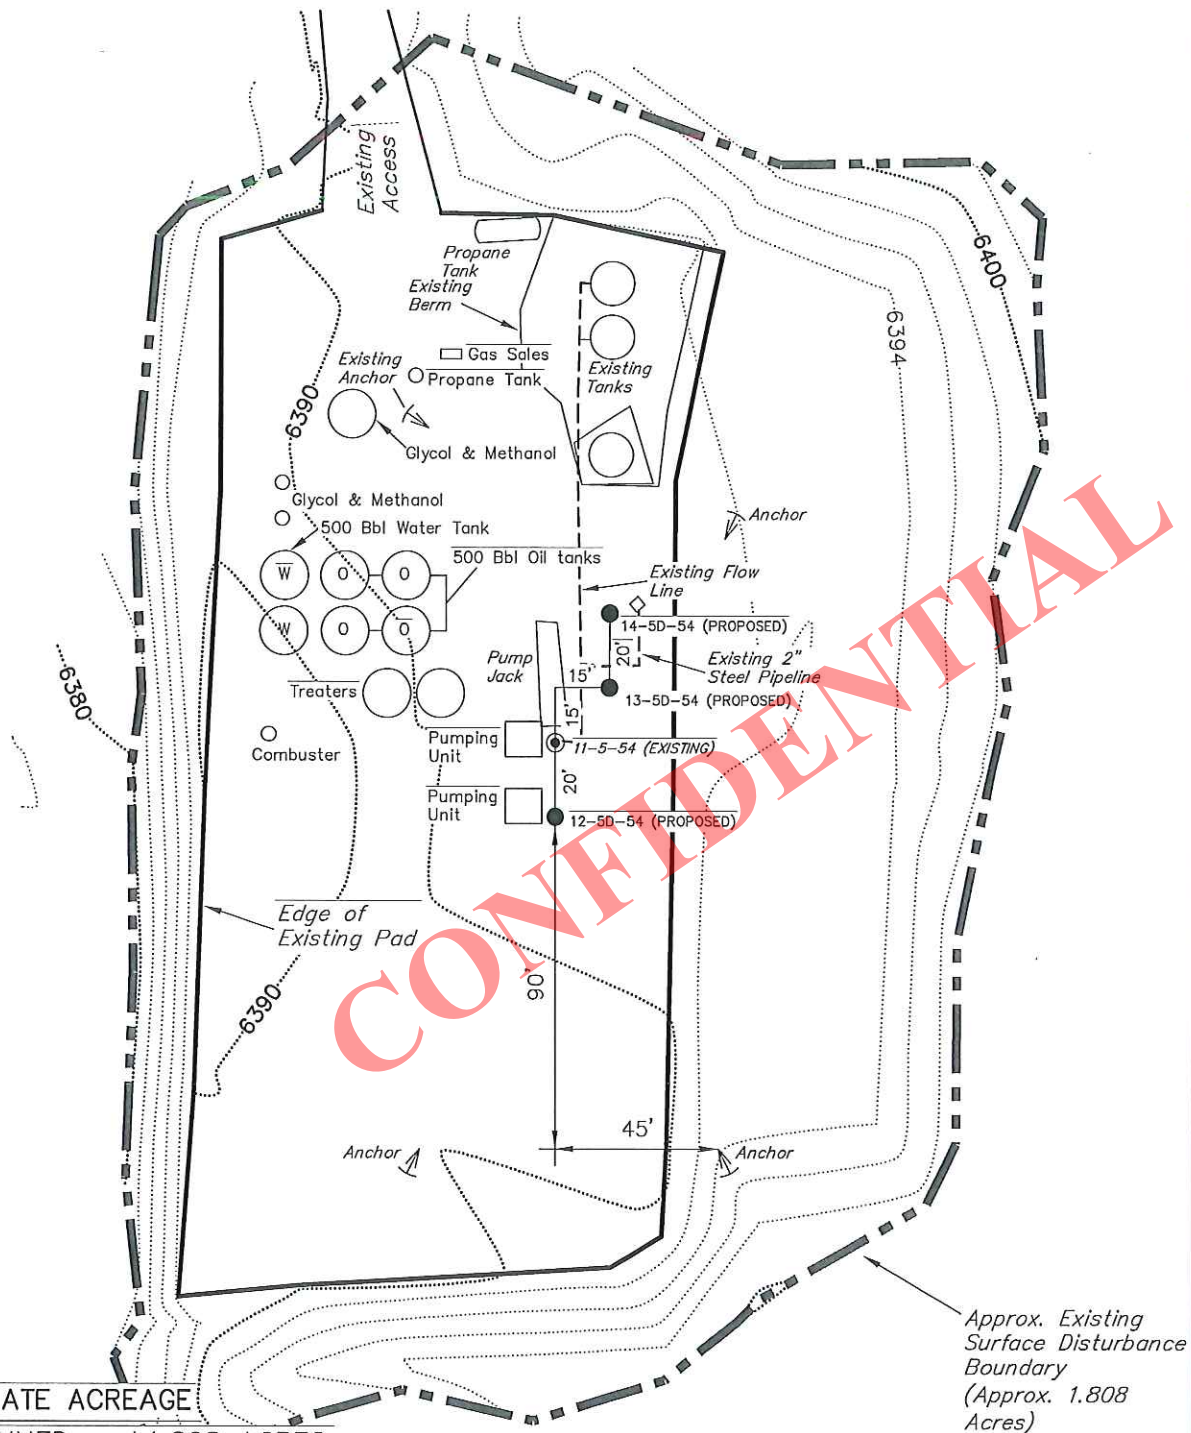 Existing
Access
Propane
Tank
Existing
Berm
6400
6394
Gas Sales
Existing
Anchor
Propane Tank
Existing
Tanks
6390
Glycol & Methanol
Glycol & Methanol
500 Bbl Water Tank
Anchor
500 Bbl Oil tanks
W
O
O
Existing Flow
Line
W
O
O
14-5D-54 (PROPOSED)
20'
Pump
Jack
15'
Existing 2"
Steel Pipeline
6380
Treaters
13-5D-54 (PROPOSED)
15'
Combuster
Pumping
Unit
11-5-54 (EXISTING)
20'
Pumping
Unit
12-5D-54 (PROPOSED)
CONFIDENTIAL
Edge of
Existing Pad
90'
6390
45'
Anchor
Anchor
Approx. Existing
Surface Disturbance
Boundary
(Approx. 1.808
Acres)
ATE ACREAGE